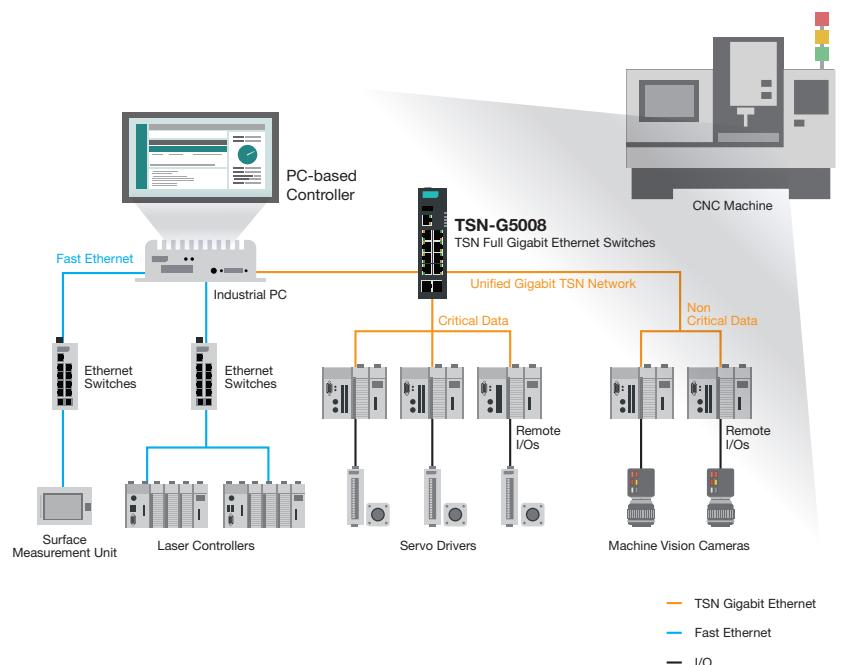 CNC Machine
PC-based
Controller
TSN-G5008
TSN Full Gigabit Ethernet Switches
Fast Ethernet
Unified Gigabit TSN Network
Industrial PC
Critical Data
Non
Critical Data
Ethernet
Switches
Ethernet
Switches
Remote
I/Os
Remote
I/Os
Surface
Measurement Unit
Laser Controllers
Servo Drivers
Machine Vision Cameras
TSN Gigabit Ethernet
Fast Ethernet
I/O